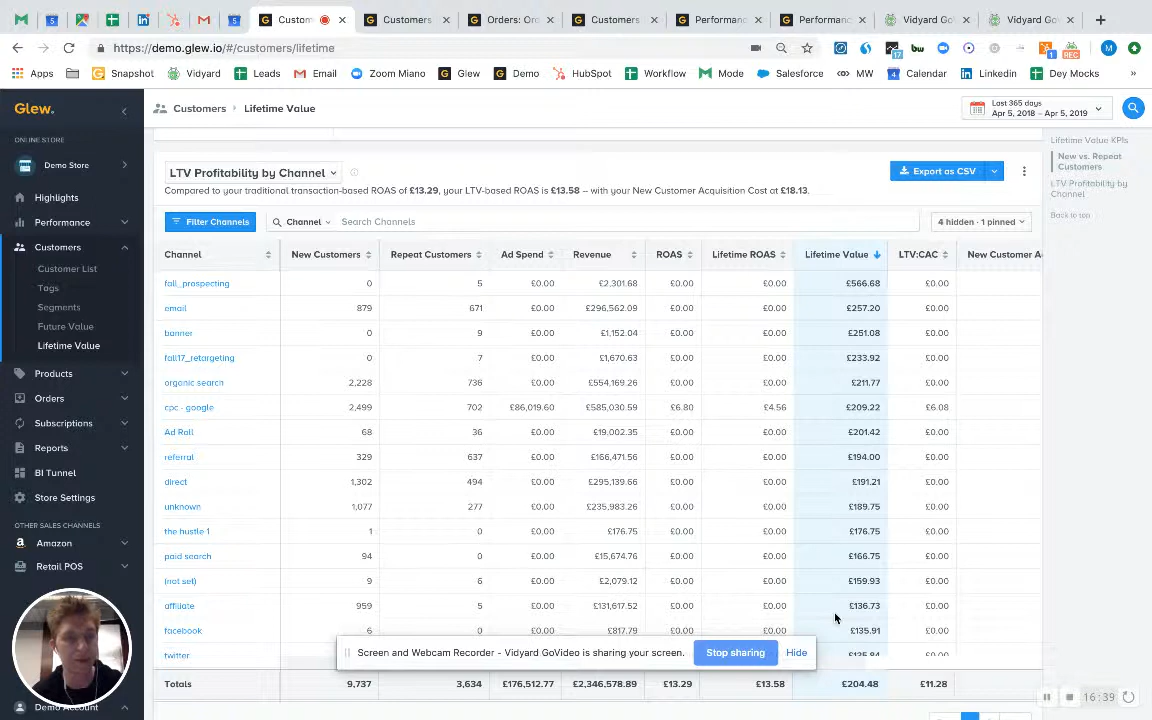 Custom
Customers
Orders: Ore
Customers
Performanc
Performanc
Vidyard Go
Vidyard Go
https://demo.glew.io/#/customers/lifetime
17
M
REC
Apps
Snapshot
Vidyard
Leads
Email
Zoom Miano
Glew
Demo
HubSpot
Workflow
Mode
Salesforce
MW
Calendar
Linkedin
Dey Mocks
»
Glew.
Customers
Lifetime Value
Last 365 days
Apr 5, 2018 – Apr 5, 2019
ONLINE STORE
Demo Store
Highlights
Performance
Customers
Customer List
Tags
Segments
Future Value
Lifetime Value
Products
Orders
Subscriptions
Reports
BI Tunnel
Store Settings
OTHER SALES CHANNELS
Amazon
Retail POS
Demo Account
Lifetime Value KPIs
New vs. Repeat
Customers
LTV Profitability by
Channel
Back to top
LTV Profitability by Channel
Export as CSV
Compared to your traditional transaction-based ROAS of £13.29, your LTV-based ROAS is £13.58 – with your New Customer Acquisition Cost at £18.13.
Filter Channels
Channel
Search Channels
4 hidden · 1 pinned
Channel New Customers Repeat Customers Ad Spend Revenue ROAS Lifetime ROAS Lifetime Value LTV:CAC New Customer Ac
fall_prospecting 0 5 £0.00 £2,301.68 £0.00 £0.00 £566.68 £0.00
email 879 671 £0.00 £296,562.09 £0.00 £0.00 £257.20 £0.00
banner 0 9 £0.00 £1,152.04 £0.00 £0.00 £251.08 £0.00
fall17_retargeting 0 7 £0.00 £1,670.63 £0.00 £0.00 £233.92 £0.00
organic search 2,228 736 £0.00 £554,169.26 £0.00 £0.00 £211.77 £0.00
cpc - google 2,499 702 £86,019.60 £585,030.59 £6.80 £4.56 £209.22 £6.08
Ad Roll 68 36 £0.00 £19,002.35 £0.00 £0.00 £201.42 £0.00
referral 329 637 £0.00 £166,471.56 £0.00 £0.00 £194.00 £0.00
direct 1,302 494 £0.00 £295,139.66 £0.00 £0.00 £191.21 £0.00
unknown 1,077 277 £0.00 £235,983.26 £0.00 £0.00 £189.75 £0.00
the hustle 1 1 0 £0.00 £176.75 £0.00 £0.00 £176.75 £0.00
paid search 94 0 £0.00 £15,674.76 £0.00 £0.00 £166.75 £0.00
(not set) 9 6 £0.00 £2,079.12 £0.00 £0.00 £159.93 £0.00
affiliate 959 5 £0.00 £131,617.52 £0.00 £0.00 £136.73 £0.00
facebook 6 0 £0.00 £817.79 £0.00 £0.00 £135.91 £0.00
twitter £135.84 £0.00
Screen and Webcam Recorder - Vidyard GoVideo is sharing your screen.
Stop sharing
Hide
Totals 9,737 3,634 £176,512.77 £2,346,578.89 £13.29 £13.58 £204.48 £11.28
16:39